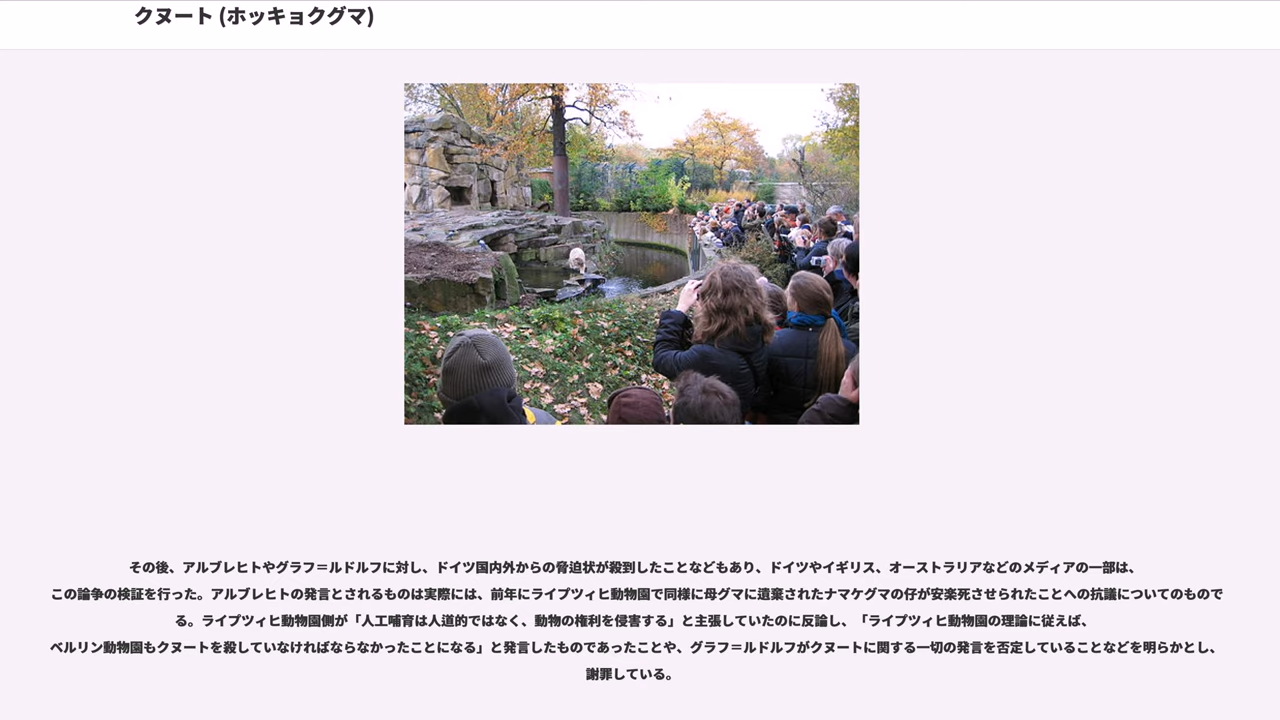 クヌート (ホッキョクグマ)
その後、アルブレヒトやグラフ＝ルドルフに対し、ドイツ国内外からの脅迫状が殺到したことなどもあり、ドイツやイギリス、オーストラリアなどのメディアの一部は、
この論争の検証を行った。アルブレヒトの発言とされるものは実際には、前年にライプツィヒ動物園で同様に母グマに遺棄されたナマケグマの仔が安楽死させられたことへの抗議についてのもので
る。ライプツィヒ動物園側が「人工哺育は人道的ではなく、動物の権利を侵害する」と主張していたのに反論し、「ライプツィヒ動物園の理論に従えば、
ベルリン動物園もクヌートを殺していなければならなかったことになる」と発言したものであったことや、グラフ＝ルドルフがクヌートに関する一切の発言を否定していることなどを明らかとし、
謝罪している。